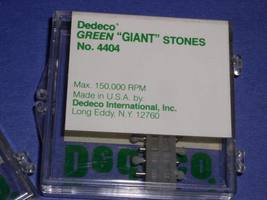 Dedeco®
GREEN "GIANT" STONES
No. 4404
Max. 150.000 RPM
Made in U.S.A. by:
Dedeco International, Inc.
Long Eddy, N.Y. 12760
Dedeco.